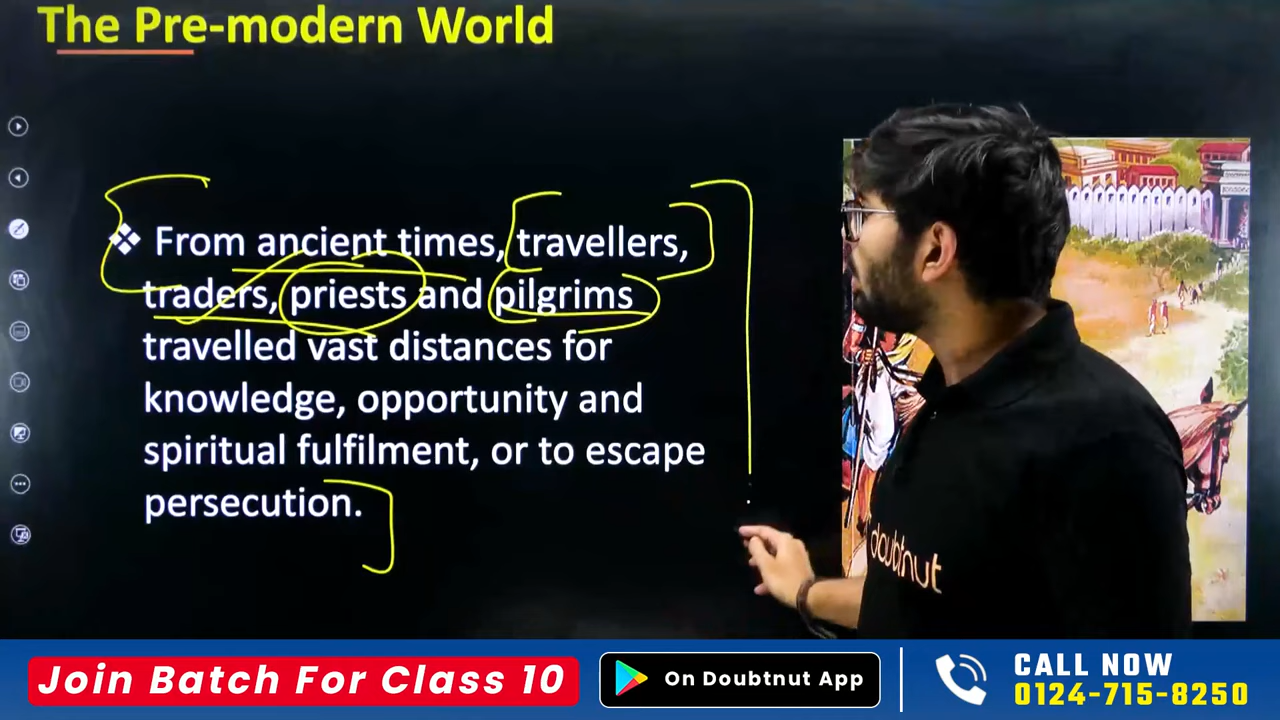 The Pre-modern World
❖ From ancient times, travellers,
traders, priests and pilgrims
travelled vast distances for
knowledge, opportunity and
spiritual fulfilment, or to escape
persecution.
doubtnut
Join Batch For Class 10
On Doubtnut App
CALL NOW
0124-715-8250